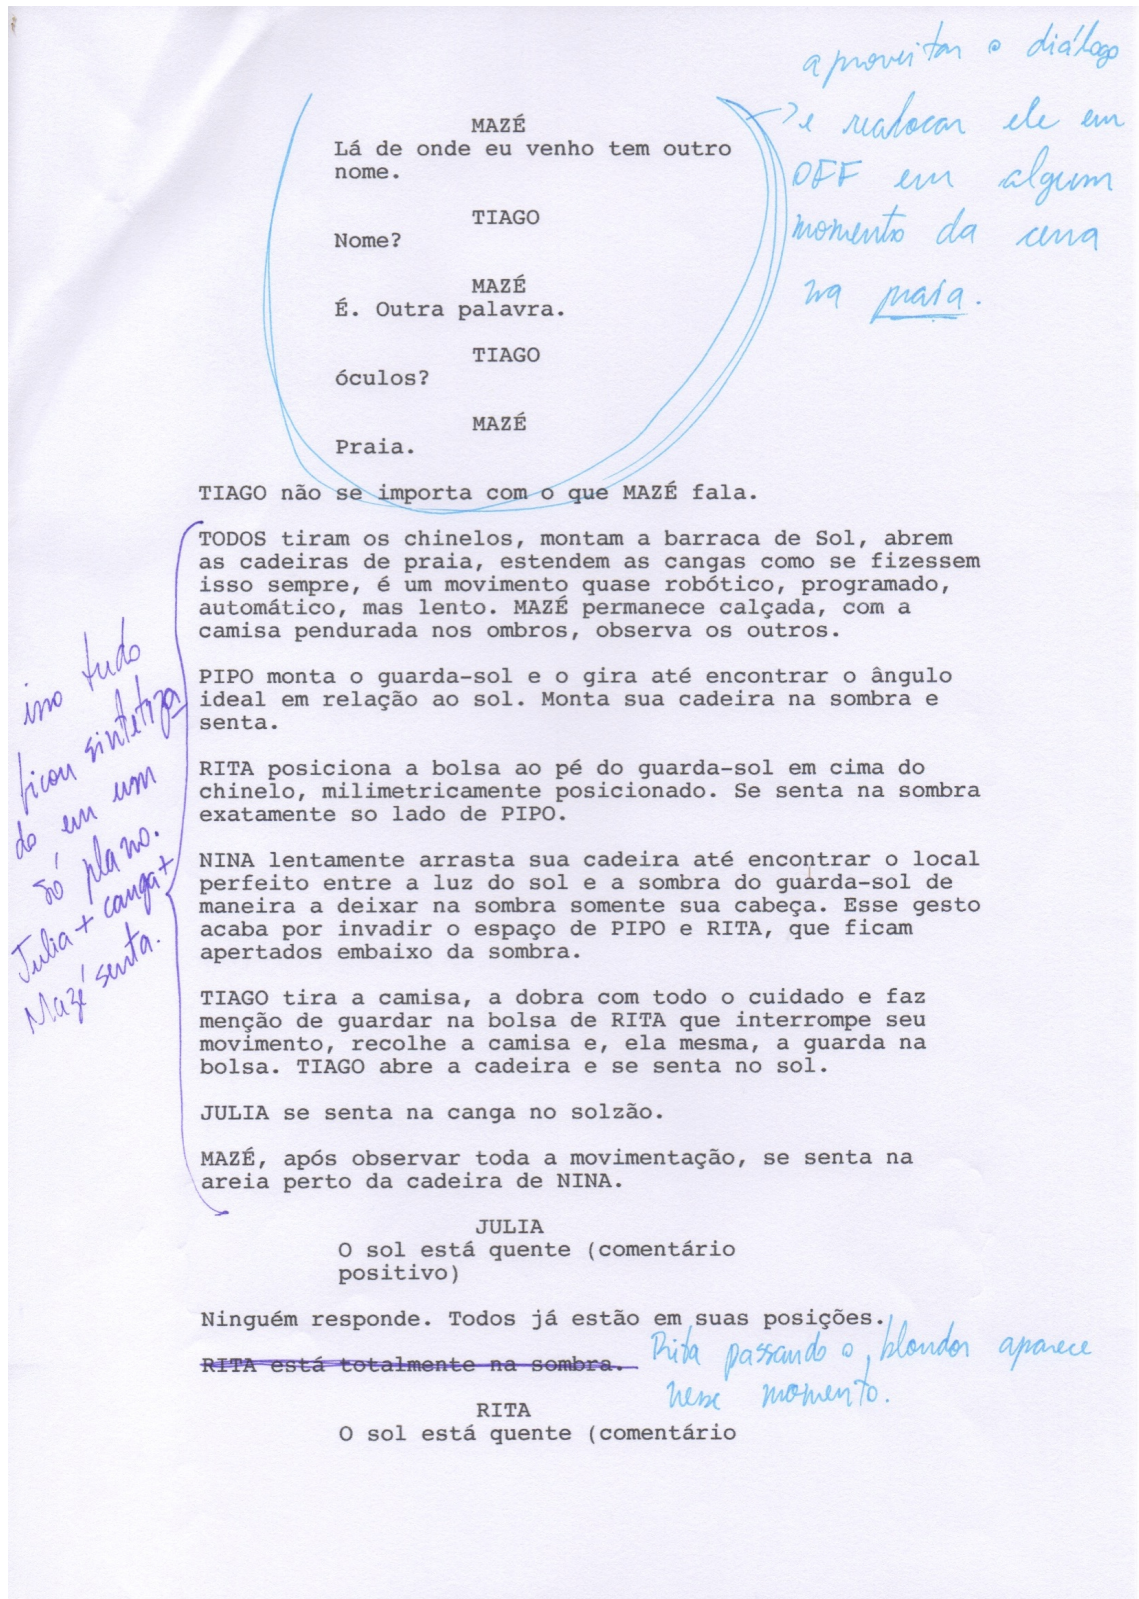 aproveitar o diálogo
e realocar ele em
OFF em algum
momento da cena
na praia.
MAZÉ
Lá de onde eu venho tem outro
nome.
TIAGO
Nome?
MAZÉ
É. Outra palavra.
TIAGO
óculos?
MAZÉ
Praia.
TIAGO não se importa com o que MAZÉ fala.
TODOS tiram os chinelos, montam a barraca de Sol, abrem
as cadeiras de praia, estendem as cangas como se fizessem
isso sempre, é um movimento quase robótico, programado,
automático, mas lento. MAZÉ permanece calçada, com a
camisa pendurada nos ombros, observa os outros.
PIPO monta o guarda-sol e o gira até encontrar o ângulo
ideal em relação ao sol. Monta sua cadeira na sombra e
senta.
RITA posiciona a bolsa ao pé do guarda-sol em cima do
chinelo, milimetricamente posicionado. Se senta na sombra
exatamente so lado de PIPO.
NINA lentamente arrasta sua cadeira até encontrar o local
perfeito entre a luz do sol e a sombra do guarda-sol de
maneira a deixar na sombra somente sua cabeça. Esse gesto
acaba por invadir o espaço de PIPO e RITA, que ficam
apertados embaixo da sombra.
TIAGO tira a camisa, a dobra com todo o cuidado e faz
menção de guardar na bolsa de RITA que interrompe seu
movimento, recolhe a camisa e, ela mesma, a guarda na
bolsa. TIAGO abre a cadeira e se senta no sol.
JULIA se senta na canga no solzão.
MAZÉ, após observar toda a movimentação, se senta na
areia perto da cadeira de NINA.
isso tudo
ficou sintetiza
do em um
só plano.
Julia + canga +
Mazé senta.
JULIA
O sol está quente (comentário
positivo)
Ninguém responde. Todos já estão em suas posições.
RITA está totalmente na sombra.
Rita passando o blondor aparece
nesse momento.
RITA
O sol está quente (comentário